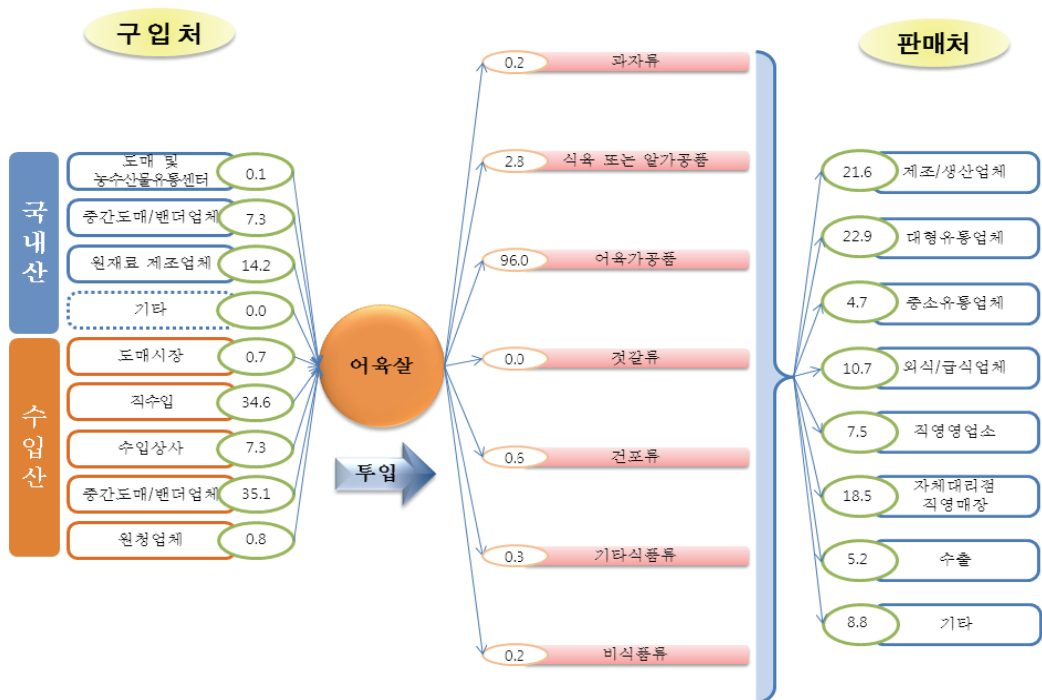 구입처
국내산
도매 및
농수산물유통센터
0.1
중간도매/밴더업체
7.3
원재료 제조업체
14.2
기타
0.0
수입산
도매시장
0.7
직수입
34.6
수입상사
7.3
중간도매/밴더업체
35.1
원청업체
0.8
어육살
투입
0.2
과자류
2.8
식육 또는 알가공품
96.0
어육가공품
0.0
젓갈류
0.6
건포류
0.3
기타식품류
0.2
비식품류
판매처
21.6
제조/생산업체
22.9
대형유통업체
4.7
중소유통업체
10.7
외식/급식업체
7.5
직영영업소
18.5
자체대리점
직영매장
5.2
수출
8.8
기타